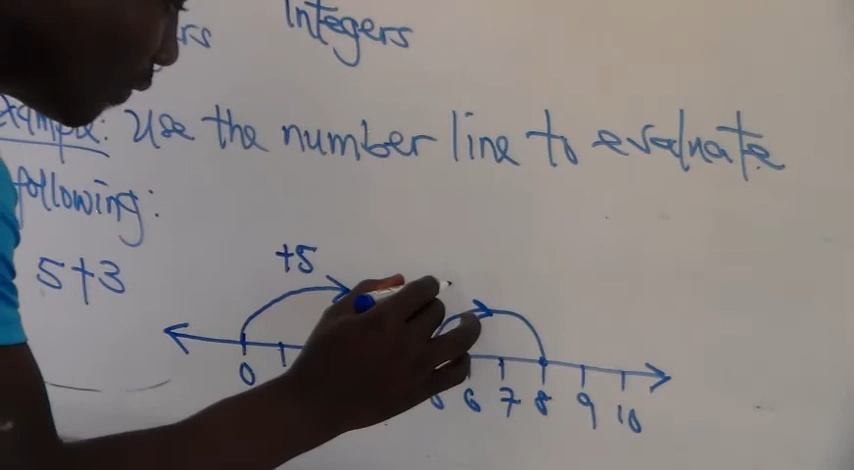 Integers
Example: Use the number line to evaluate
following:
+5
5+3
0 6 7 8 9 10